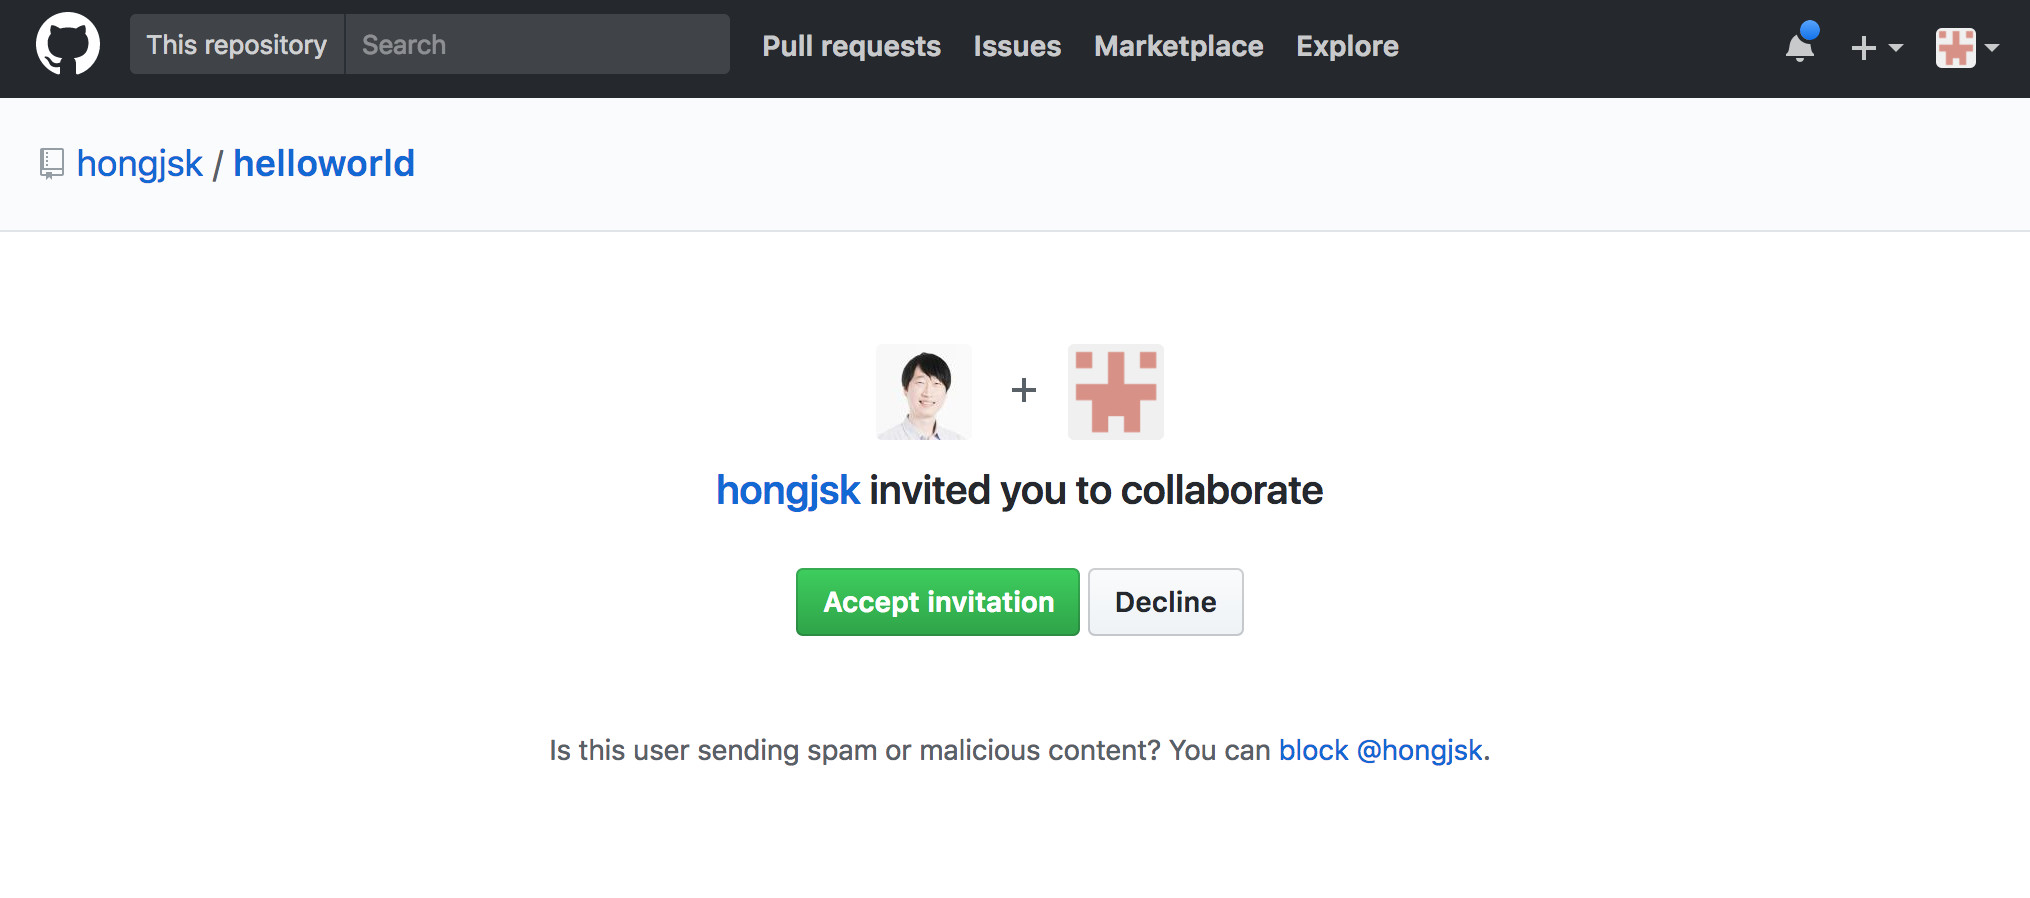 This repository Search Pull requests Issues Marketplace Explore
hongjsk / helloworld
+
hongjsk invited you to collaborate
Accept invitation Decline
Is this user sending spam or malicious content? You can block @hongjsk.